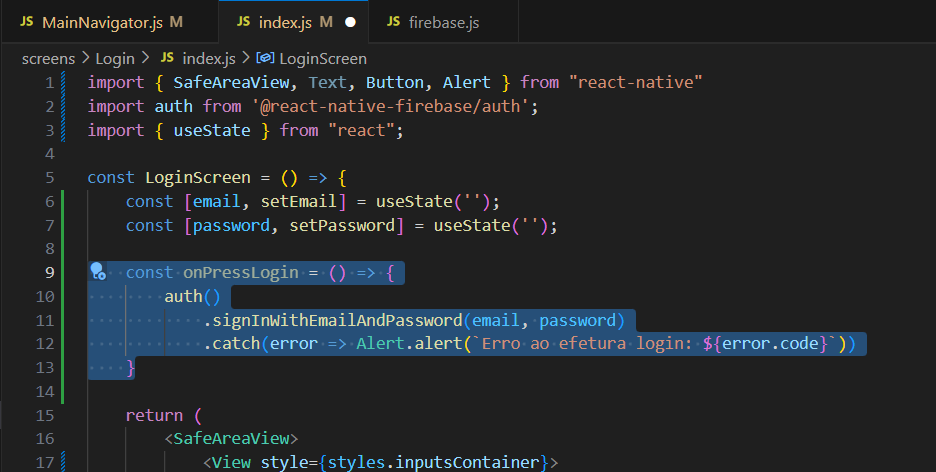 JS MainNavigator.js M JS index.js M JS firebase.js
screens > Login > JS index.js > LoginScreen
1 import { SafeAreaView, Text, Button, Alert } from "react-native"
2 import auth from '@react-native-firebase/auth';
3 import { useState } from "react";
4
5 const LoginScreen = () => {
6 const [email, setEmail] = useState('');
7 const [password, setPassword] = useState('');
8
9 const onPressLogin = () => {
10 auth()
11 .signInWithEmailAndPassword(email, password)
12 .catch(error => Alert.alert(`Erro ao efetura login: ${error.code}`))
13 }
14
15 return (
16 <SafeAreaView>
17 <View style={styles.inputsContainer}>